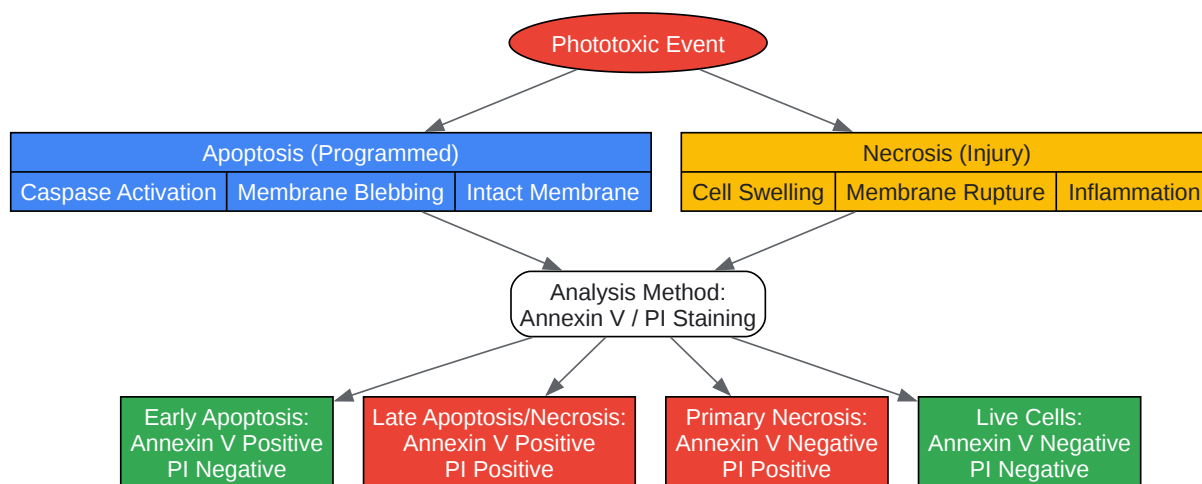 Phototoxic Event
Apoptosis (Programmed)
Caspase Activation
Membrane Blebbing
Intact Membrane
Necrosis (Injury)
Cell Swelling
Membrane Rupture
Inflammation
Analysis Method:
Annexin V / PI Staining
Early Apoptosis:
Annexin V Positive
PI Negative
Late Apoptosis/Necrosis:
Annexin V Positive
PI Positive
Primary Necrosis:
Annexin V Negative
PI Positive
Live Cells:
Annexin V Negative
PI Negative